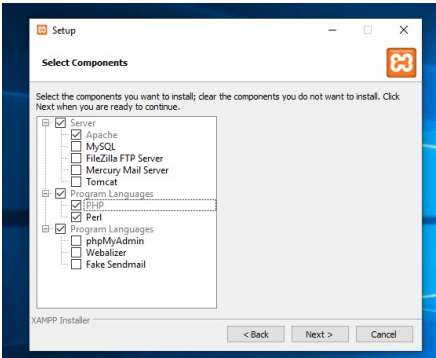 Setup
Select Components
Select the components you want to install; clear the components you do not want to install. Click
Next when you are ready to continue.
Server
Apache
MySQL
FileZilla FTP Server
Mercury Mail Server
Tomcat
Program Languages
PHP
Perl
Program Languages
phpMyAdmin
Webalizer
Fake Sendmail
XAMPP Installer
< Back
Next >
Cancel